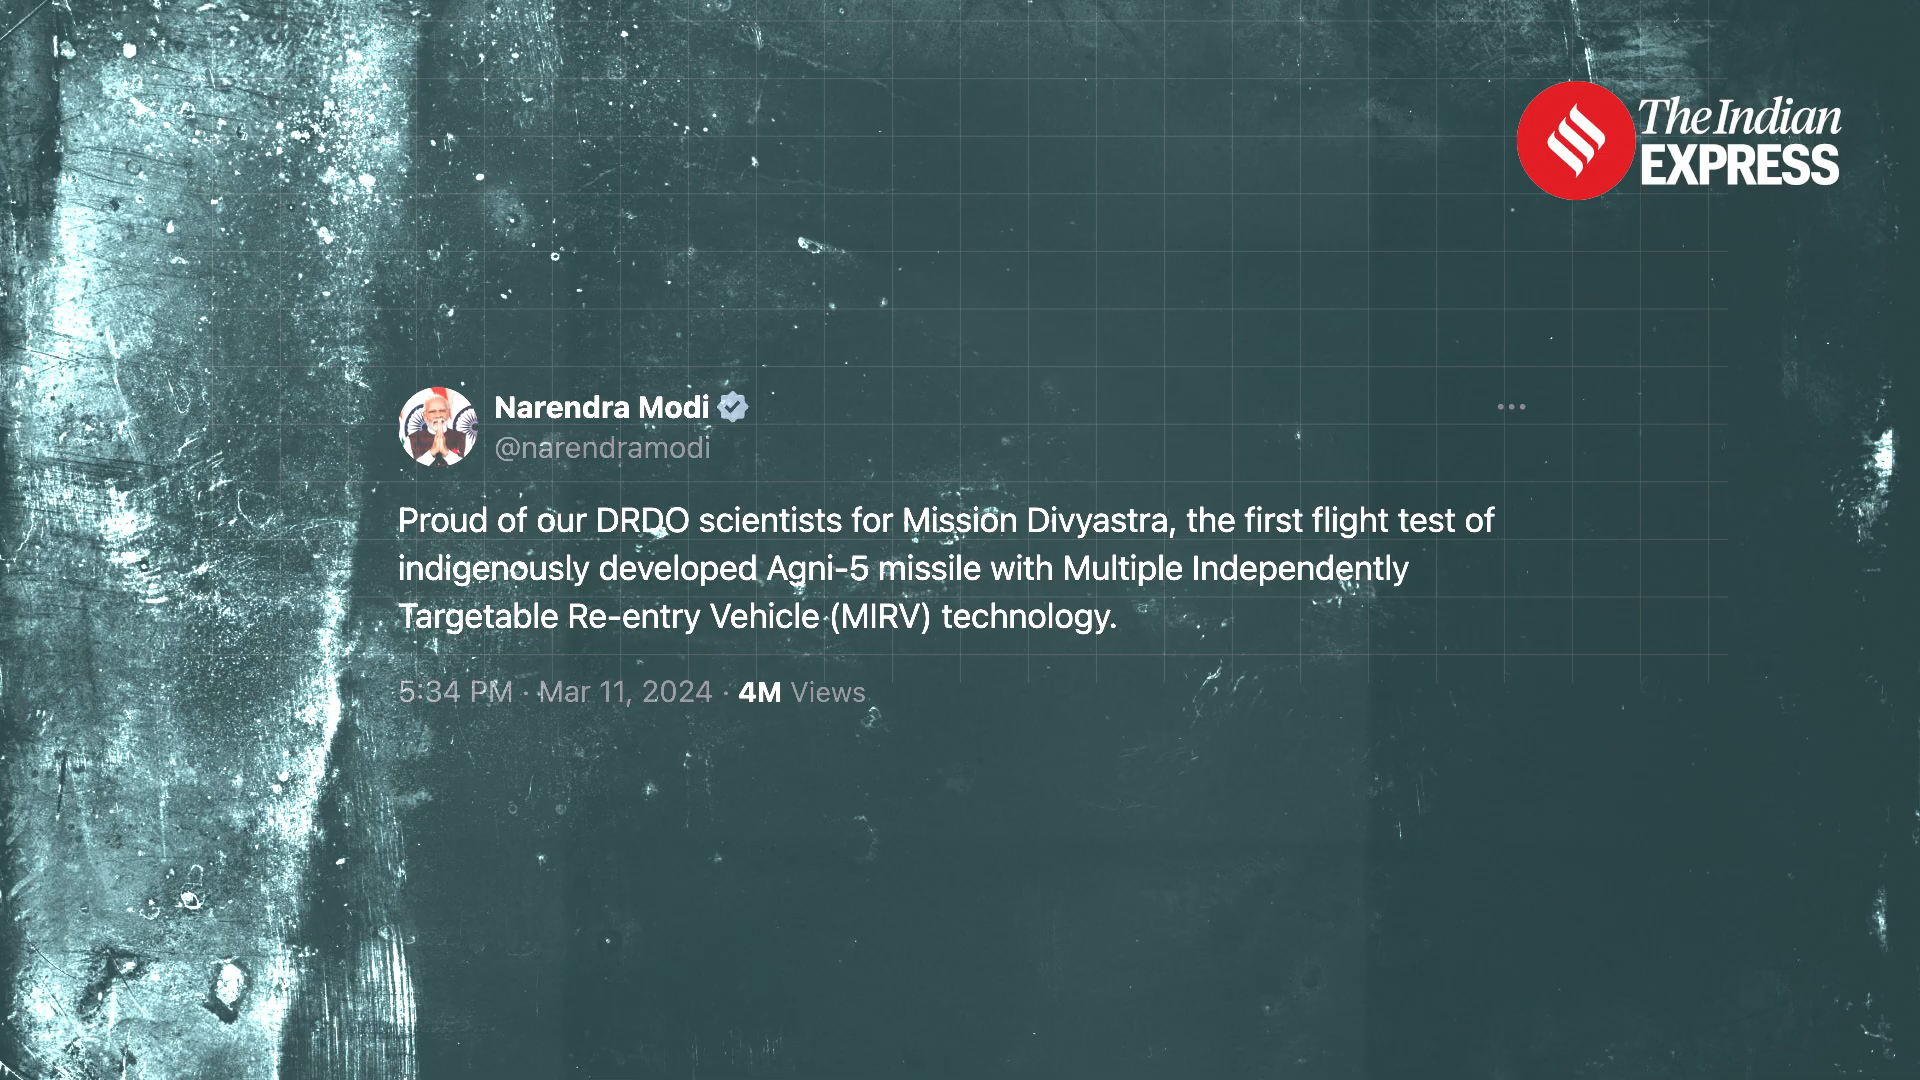 The Indian
EXPRESS
Narendra Modi
@narendramodi
Proud of our DRDO scientists for Mission Divyastra, the first flight test of
indigenously developed Agni-5 missile with Multiple Independently
Targetable Re-entry Vehicle (MIRV) technology.
5:34 PM · Mar 11, 2024 · 4M Views